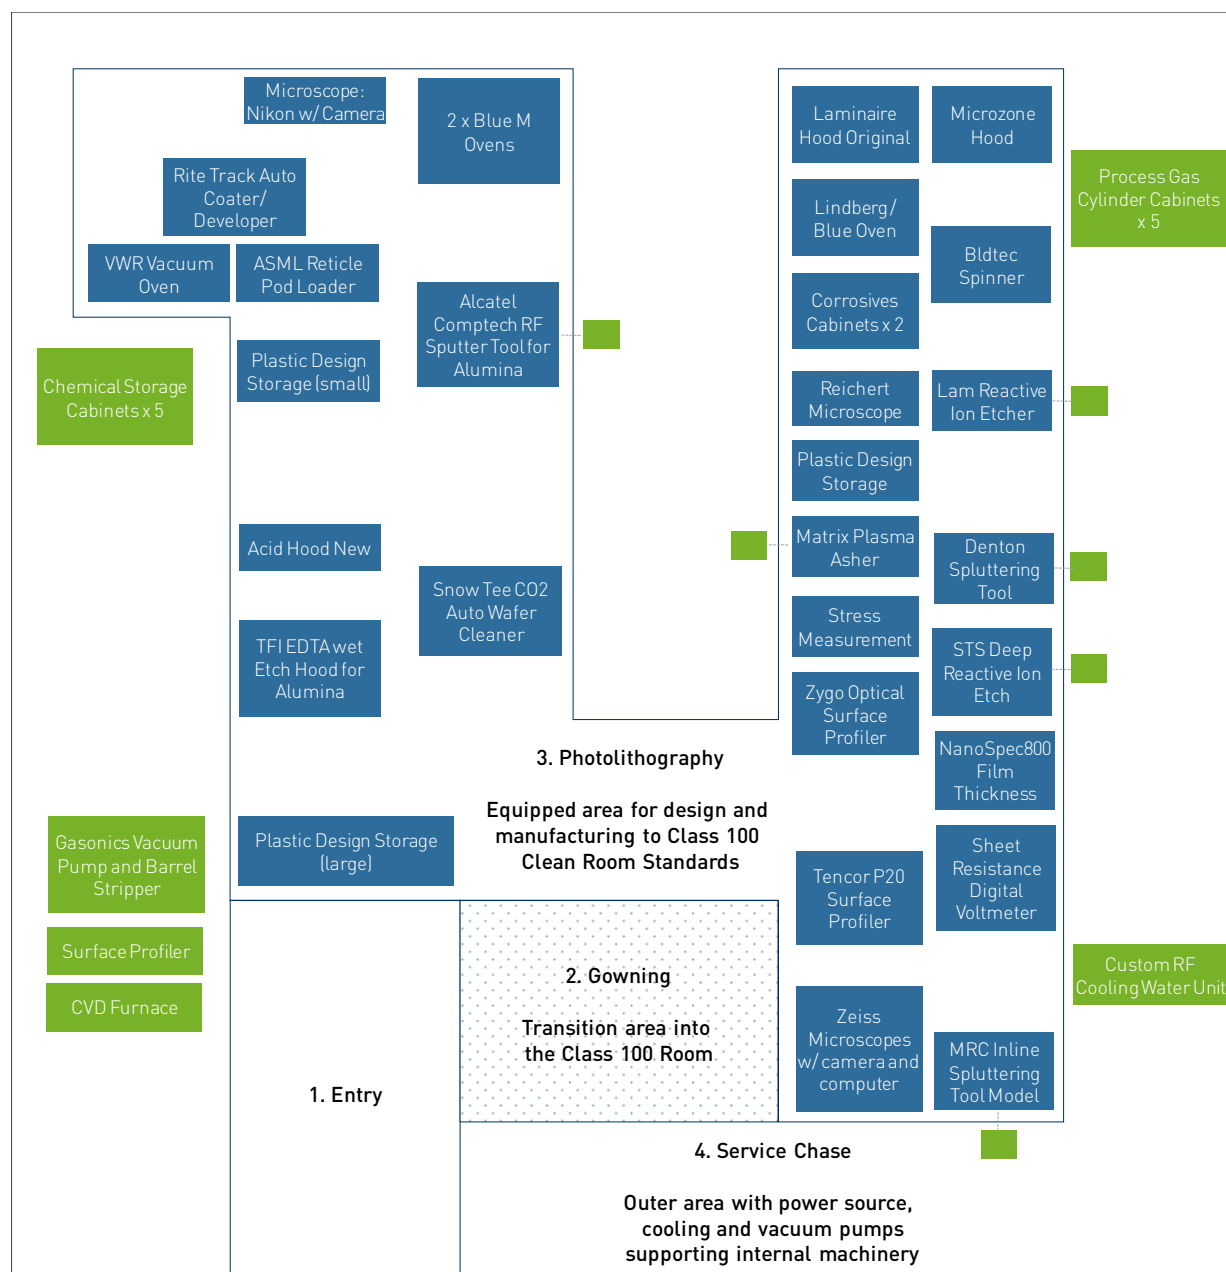 Microscope:
Nikon w/ Camera
2 x Blue M
Ovens
Rite Track Auto
Coater/
Developer
VWR Vacuum
Oven
ASML Reticle
Pod Loader
Alcatel
Comptech RF
Sputter Tool for
Alumina
Plastic Design
Storage (small)
Chemical Storage
Cabinets x 5
Acid Hood New
Snow Tee CO2
Auto Wafer
Cleaner
TFI EDTA wet
Etch Hood for
Alumina
Plastic Design Storage
(large)
Gasonics Vacuum
Pump and Barrel
Stripper
Surface Profiler
CVD Furnace
Laminaire
Hood Original
Microzone
Hood
Process Gas
Cylinder Cabinets
x 5
Lindberg/
Blue Oven
Bldtec
Spinner
Corrosives
Cabinets x 2
Reichert
Microscope
Lam Reactive
Ion Etcher
Plastic Design
Storage
Matrix Plasma
Asher
Denton
Spluttering
Tool
Stress
Measurement
STS Deep
Reactive Ion
Etch
Zygo Optical
Surface
Profiler
NanoSpec800
Film
Thickness
Tencor P20
Surface
Profiler
Sheet
Resistance
Digital
Voltmeter
Custom RF
Cooling Water Unit
Zeiss
Microscopes
w/ camera and
computer
MRC Inline
Spluttering
Tool Model
3. Photolithography
Equipped area for design and
manufacturing to Class 100
Clean Room Standards
2. Gowning
Transition area into
the Class 100 Room
1. Entry
4. Service Chase
Outer area with power source,
cooling and vacuum pumps
supporting internal machinery